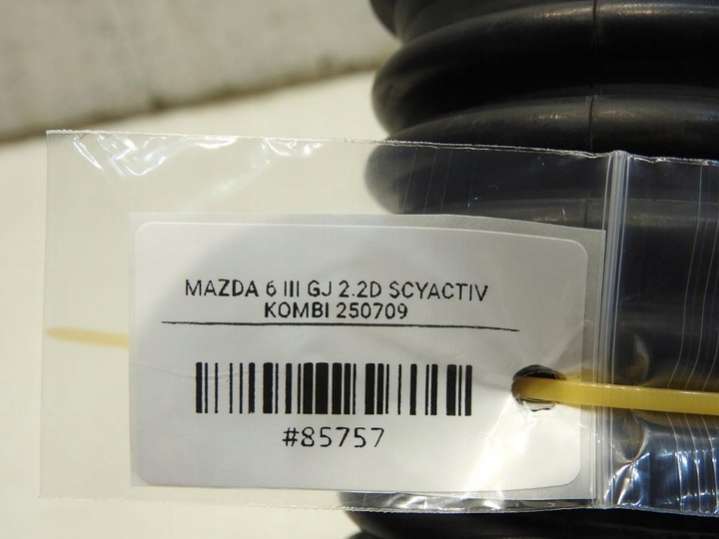 MAZDA 6 III GJ 2.2D SCYACTIV
KOMBI 250709
#85757